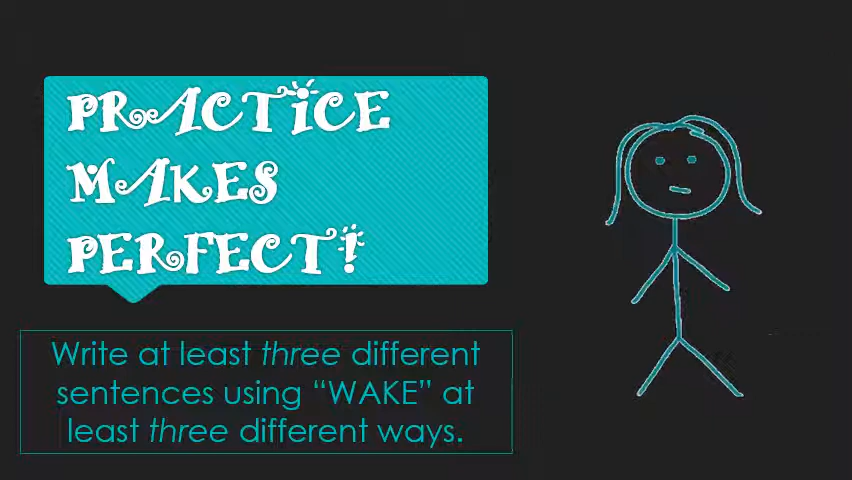 PRACTICE
MAKES
PERFECT!
Write at least three different
sentences using “WAKE” at
least three different ways.